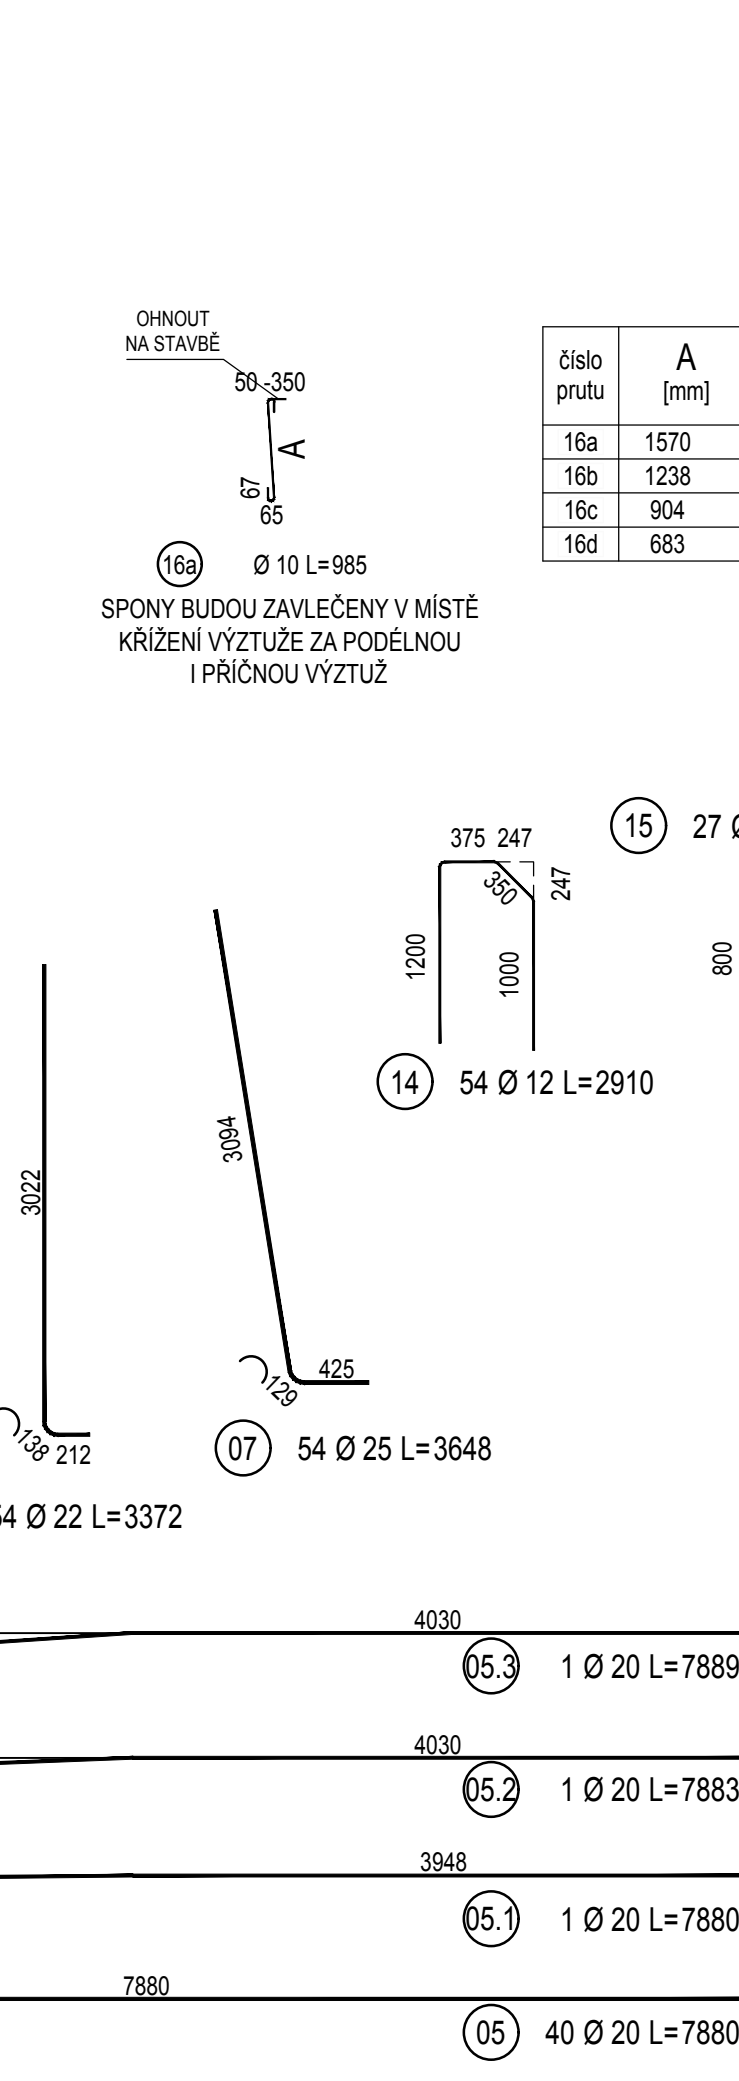 OHNOUT
NA STAVBĚ
50 -350
A
67
65
16a Ø 10 L=985
SPONY BUDOU ZAVLEČENY V MÍSTĚ
KŘÍŽENÍ VÝZTUŽE ZA PODÉLNOU
I PŘÍČNOU VÝZTUŽ
číslo prutu A [mm]
16a 1570
16b 1238
16c 904
16d 683
15 27 Ø
800
375 247
247
350
1200
1000
14 54 Ø 12 L=2910
3022
138
212
54 Ø 22 L=3372
3094
129
425
07 54 Ø 25 L=3648
4030
05.3 1 Ø 20 L=7889
4030
05.2 1 Ø 20 L=7883
3948
05.1 1 Ø 20 L=7880
7880
05 40 Ø 20 L=7880